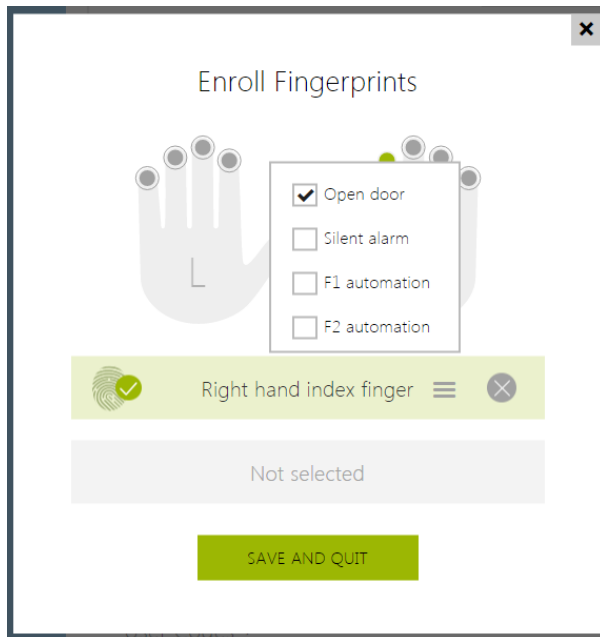 Enroll Fingerprints
Open door
Silent alarm
F1 automation
F2 automation
L
Right hand index finger
Not selected
SAVE AND QUIT